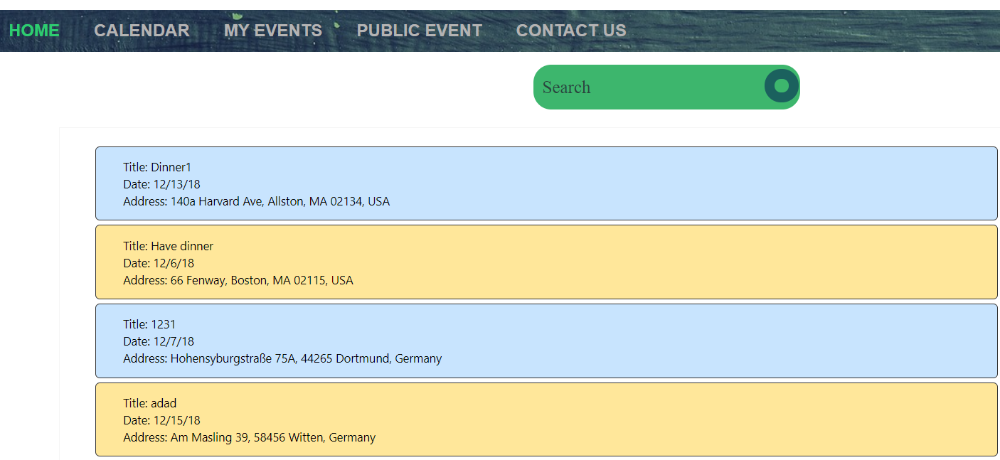 HOME CALENDAR MY EVENTS PUBLIC EVENT CONTACT US
Search
Title: Dinner1
Date: 12/13/18
Address: 140a Harvard Ave, Allston, MA 02134, USA
Title: Have dinner
Date: 12/6/18
Address: 66 Fenway, Boston, MA 02115, USA
Title: 1231
Date: 12/7/18
Address: Hohensyburgstraße 75A, 44265 Dortmund, Germany
Title: adad
Date: 12/15/18
Address: Am Masling 39, 58456 Witten, Germany